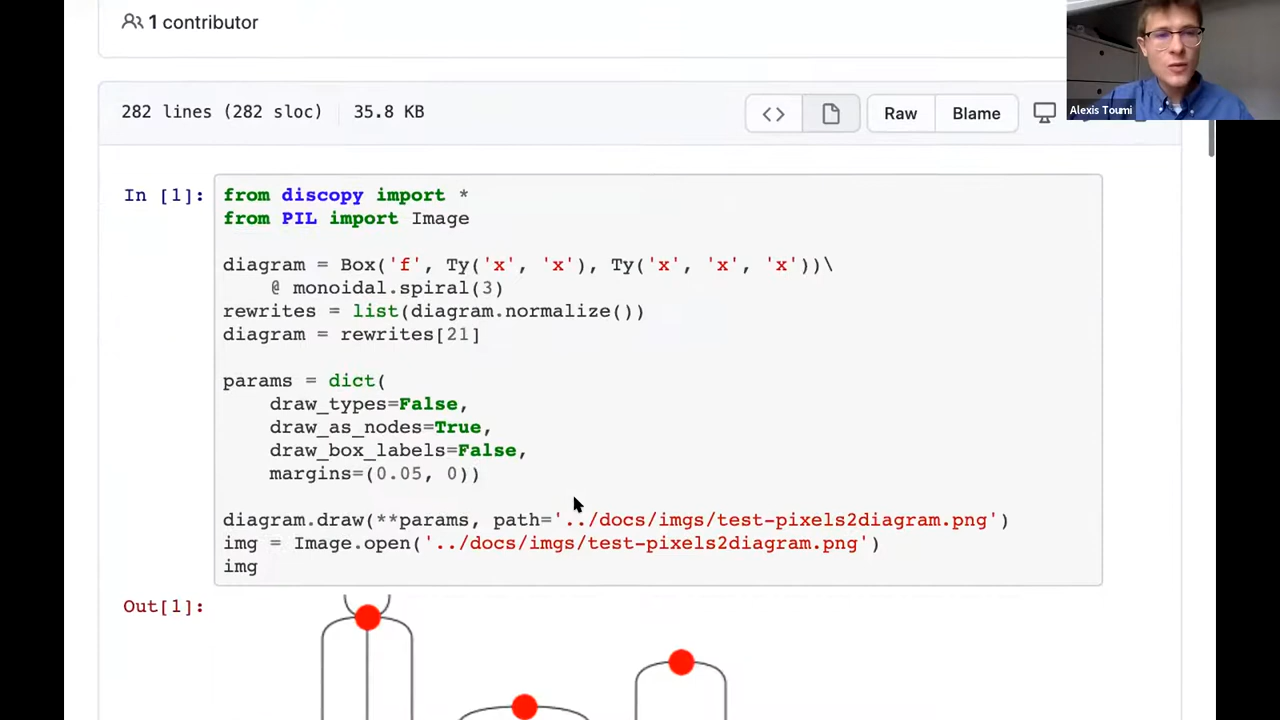 1 contributor
Alexis Toumi
282 lines (282 sloc) 35.8 KB
<> Raw Blame
In [1]:
from discopy import *
from PIL import Image
diagram = Box('f', Ty('x', 'x'), Ty('x', 'x', 'x'))\
@ monoidal.spiral(3)
rewrites = list(diagram.normalize())
diagram = rewrites[21]
params = dict(
draw_types=False,
draw_as_nodes=True,
draw_box_labels=False,
margins=(0.05, 0))
diagram.draw(**params, path='../docs/imgs/test-pixels2diagram.png')
img = Image.open('../docs/imgs/test-pixels2diagram.png')
img
Out[1]: